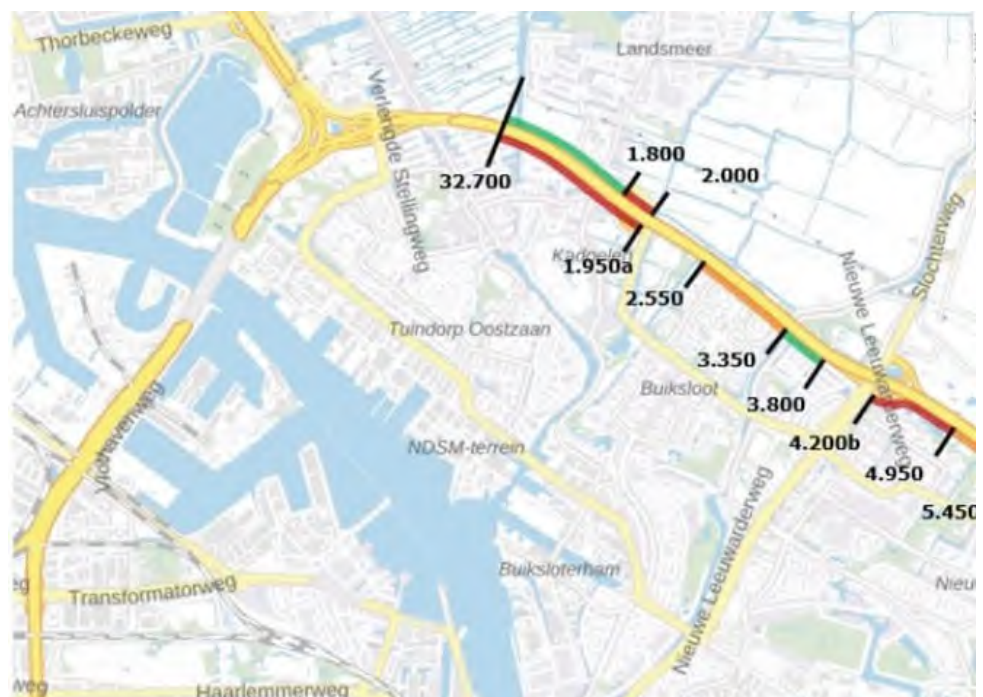 Thorbeckeweg
Landsmeer
Achtersluispolder
Verlengde Stellingweg
1.800
2.000
32.700
Kadoelen
1.950a
2.550
Nieuwe Leeuwarderweg
Slochterweg
Tuindorp Oostzaan
3.350
Buiksloot
3.800
Vlothavenweg
4.200b
NDSM-terrein
4.950
5.450
Nieuwe Leeuwarderweg
Buiksloterham
eg
Transformatorweg
Nieu
weg
Haarlemmerweg